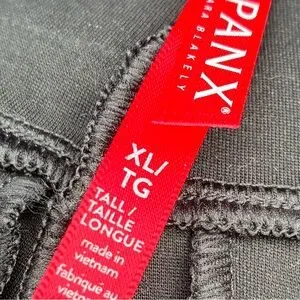 PANX®
ARA BLAKELY
XL/
TG
TALL/
TAILLE
LONGUE
made in
vietnam
fabriqué au